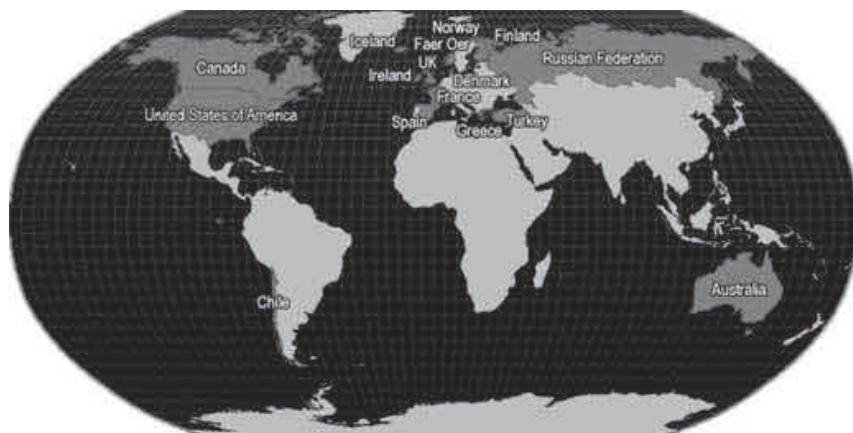 Norway
Iceland
Finland
Faer Oer
Canada
UK
Russian Federation
Ireland
Denmark
France
United States of America
Spain
Turkey
Greece
Australia
Chile